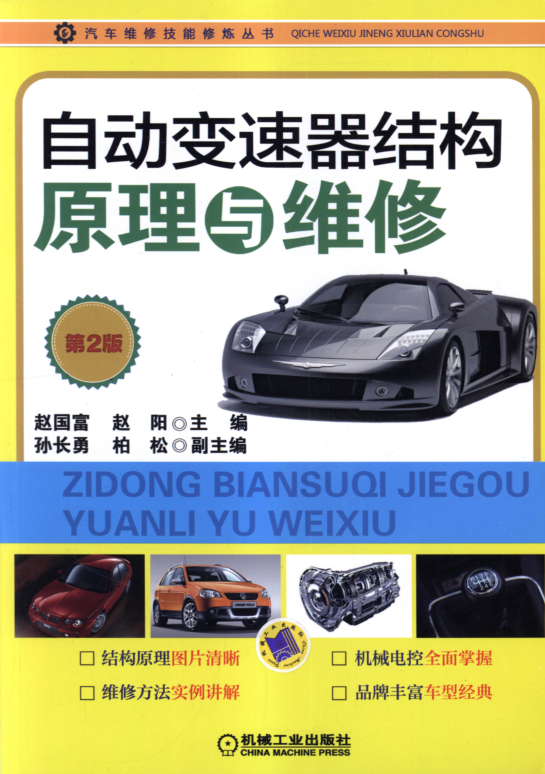 汽车维修技能修炼丛书 QICHE WEIXIU JINENG XIULIAN CONGSHU
自动变速器结构
原理与维修
第2版
赵国富 赵 阳◎主 编
孙长勇 柏 松◎副主编
ZIDONG BIANSUQI JIEGOU
YUANLI YU WEIXIU
□ 结构原理图片清晰 □ 机械电控全面掌握
□ 维修方法实例讲解 □ 品牌丰富车型经典
机械工业出版社
CHINA MACHINE PRESS